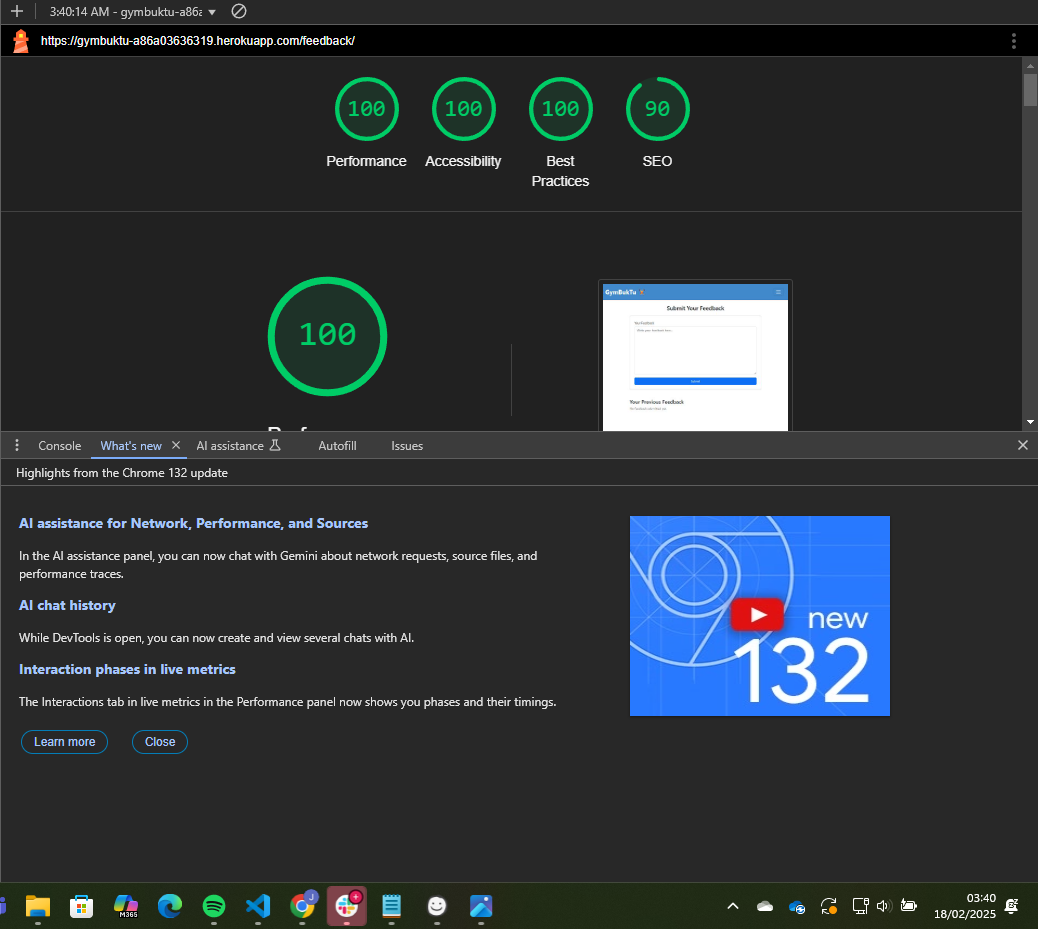 3:40:14 AM - gymbuktu-a86a
https://gymbuktu-a86a03636319.herokuapp.com/feedback/
100 100 100 90
Performance Accessibility Best Practices SEO
100
GymBukTu
Submit Your Feedback
Your Feedback
Write your feedback here...
Submit
Your Previous Feedback
Console What's new AI assistance Autofill Issues
Highlights from the Chrome 132 update
AI assistance for Network, Performance, and Sources
In the AI assistance panel, you can now chat with Gemini about network requests, source files, and
performance traces.
AI chat history
While DevTools is open, you can now create and view several chats with AI.
Interaction phases in live metrics
The Interactions tab in live metrics in the Performance panel now shows you phases and their timings.
Learn more Close
new
132
M365
J
03:40
18/02/2025